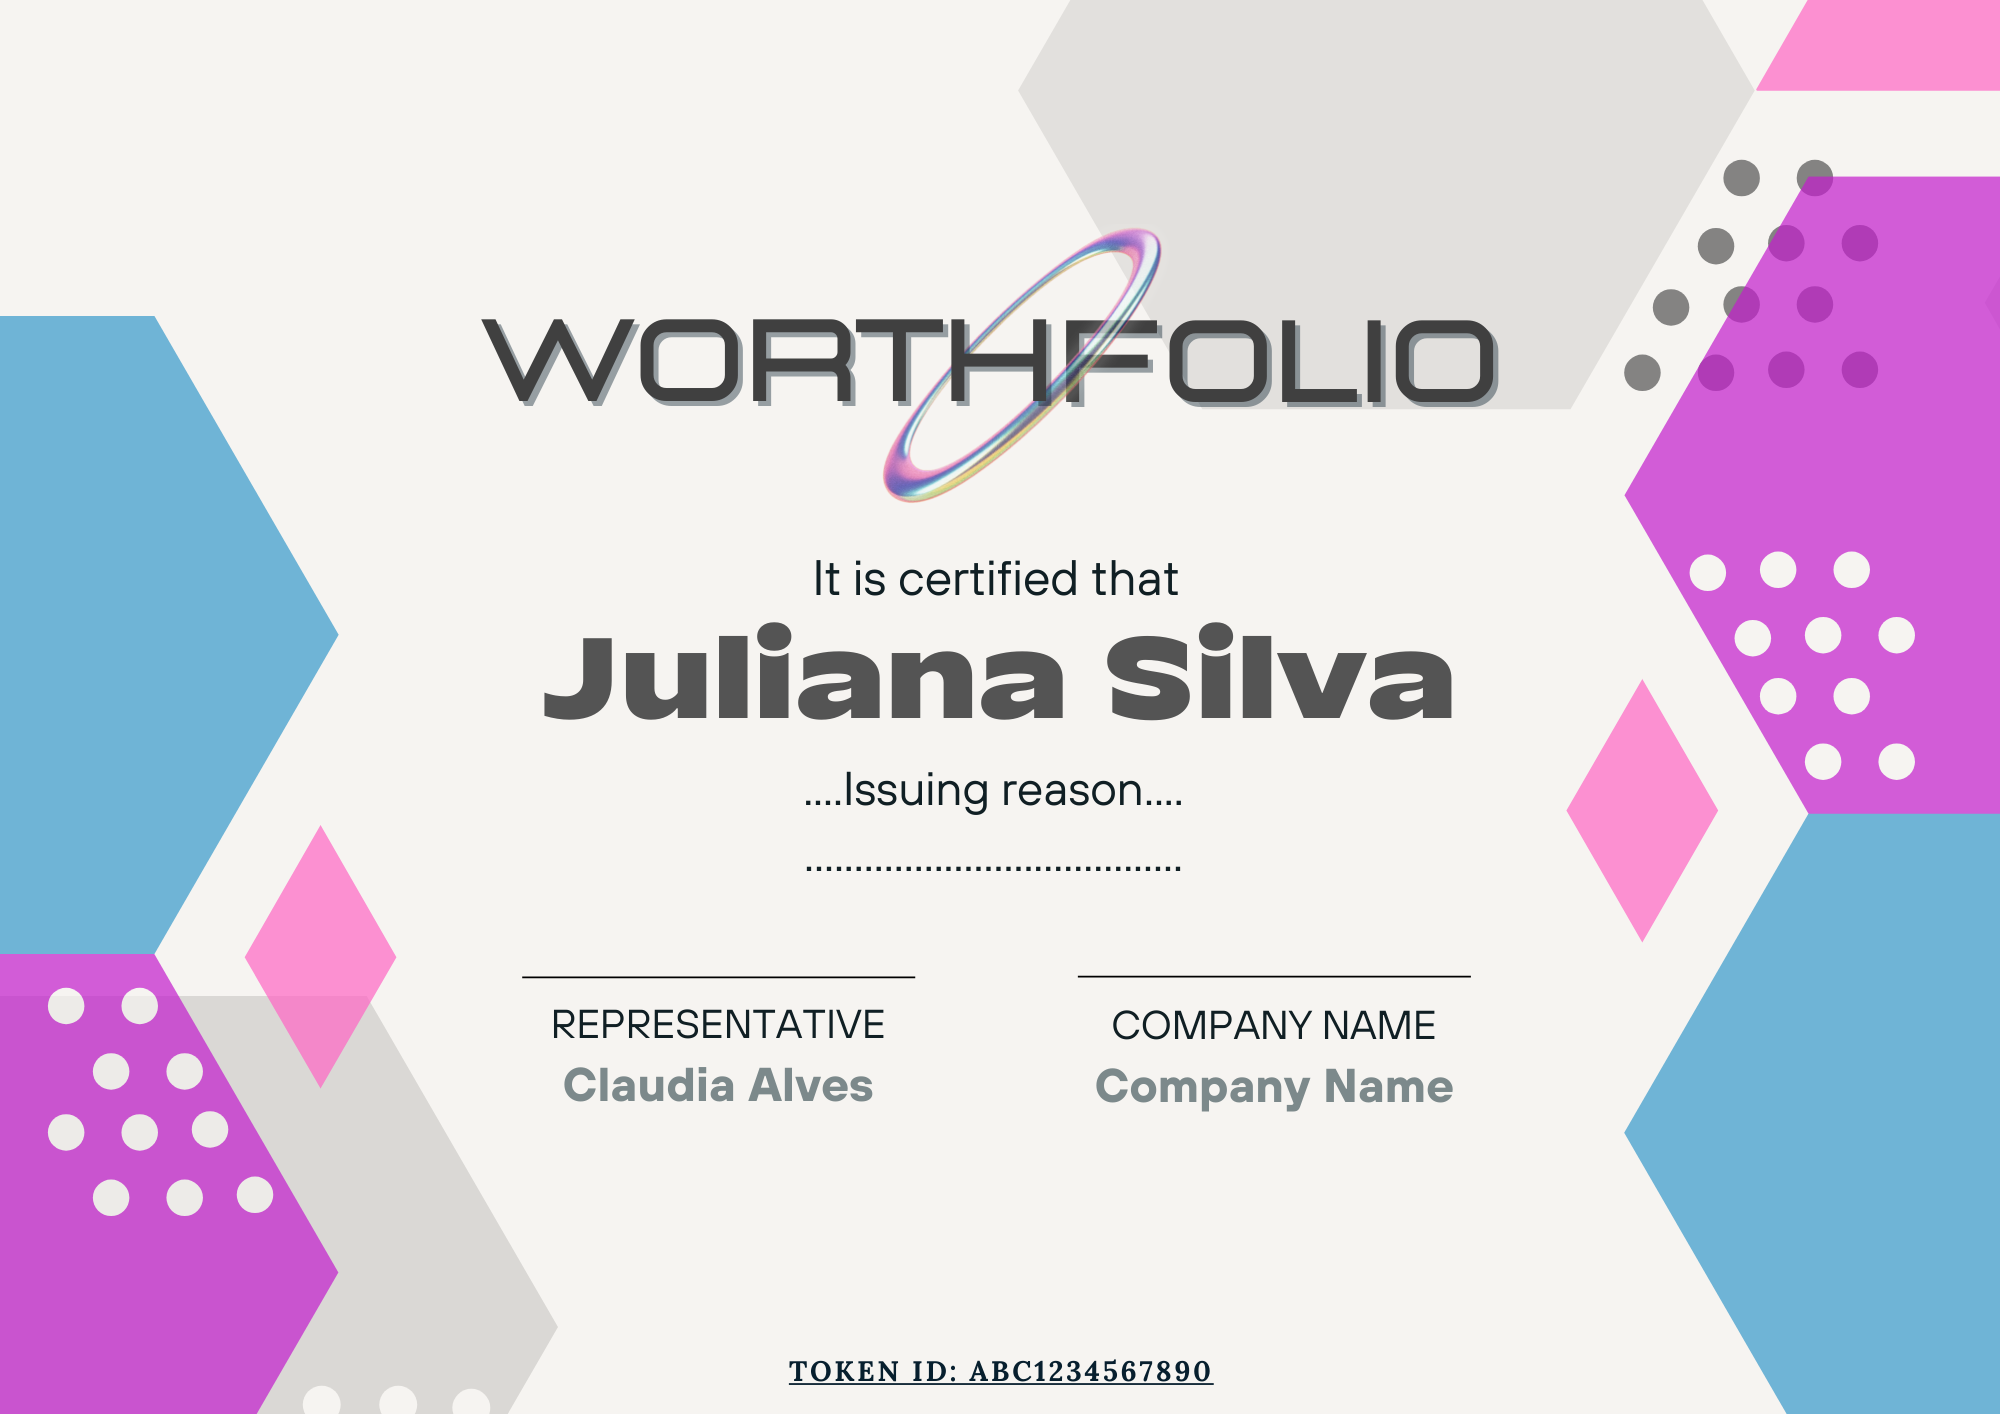 WORTHFOLIO
It is certified that
Juliana Silva
....Issuing reason....
......................................
REPRESENTATIVE
Claudia Alves
COMPANY NAME
Company Name
TOKEN ID: ABC1234567890